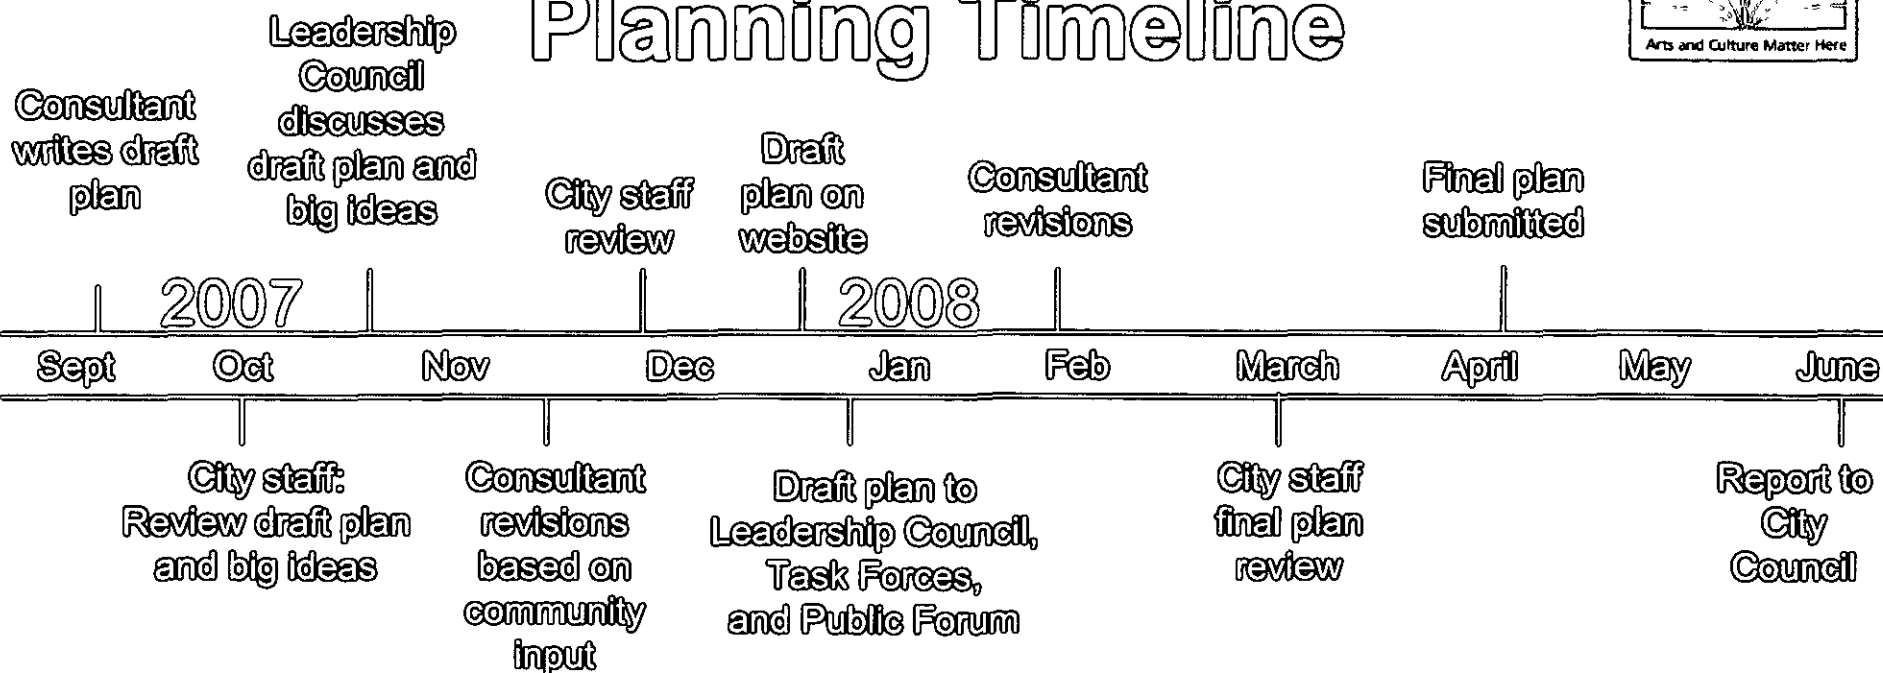 Planning Timeline
Arts and Culture Matter Here
Consultant
writes draft
plan
Leadership
Council
discusses
draft plan and
big ideas
City staff
review
Draft
plan on
website
Consultant
revisions
Final plan
submitted
2007
2008
Sept
Oct
Nov
Dec
Jan
Feb
March
April
May
June
City staff:
Review draft plan
and big ideas
Consultant
revisions
based on
community
input
Draft plan to
Leadership Council,
Task Forces,
and Public Forum
City staff
final plan
review
Report to
City
Council